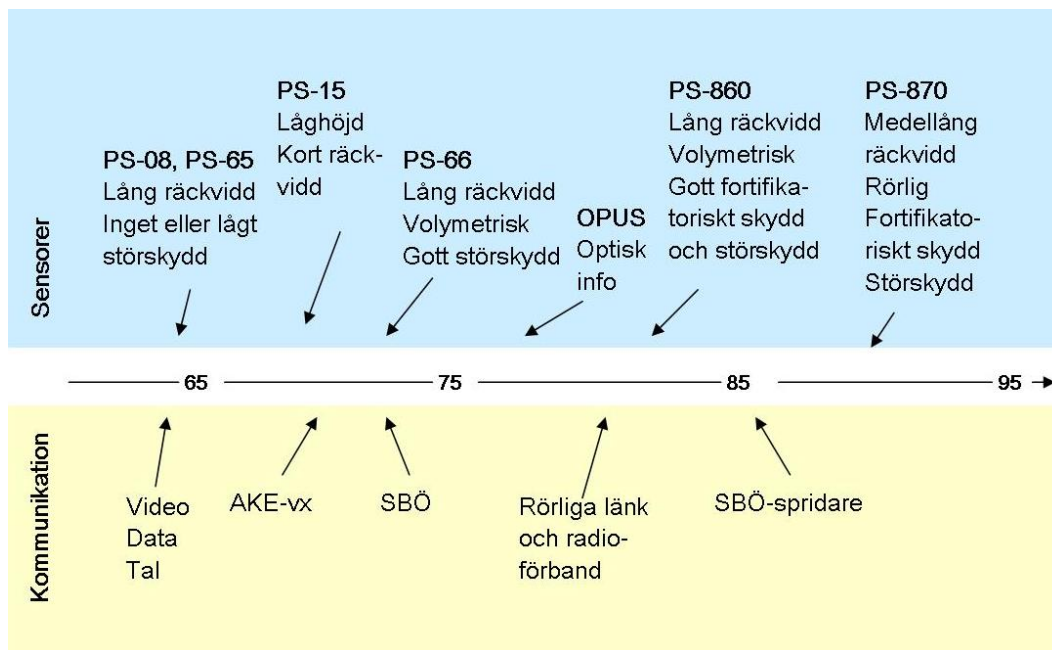 Sensorer
PS-08, PS-65
Lång räckvidd
Inget eller lågt
störskydd
PS-15
Låghöjd
Kort räck-
vidd
PS-66
Lång räckvidd
Volymetrisk
Gott störskydd
OPUS
Optisk
info
PS-860
Lång räckvidd
Volymetrisk
Gott fortifika-
toriskt skydd
och störskydd
PS-870
Medellång
räckvidd
Rörlig
Fortifikato-
riskt skydd
Störskydd
65 75 85 95
Kommunikation
Video
Data
Tal
AKE-vx
SBÖ
Rörliga länk
och radio-
förband
SBÖ-spridare